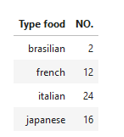 Type food NO.
brasilian 2
french 12
italian 24
japanese 16